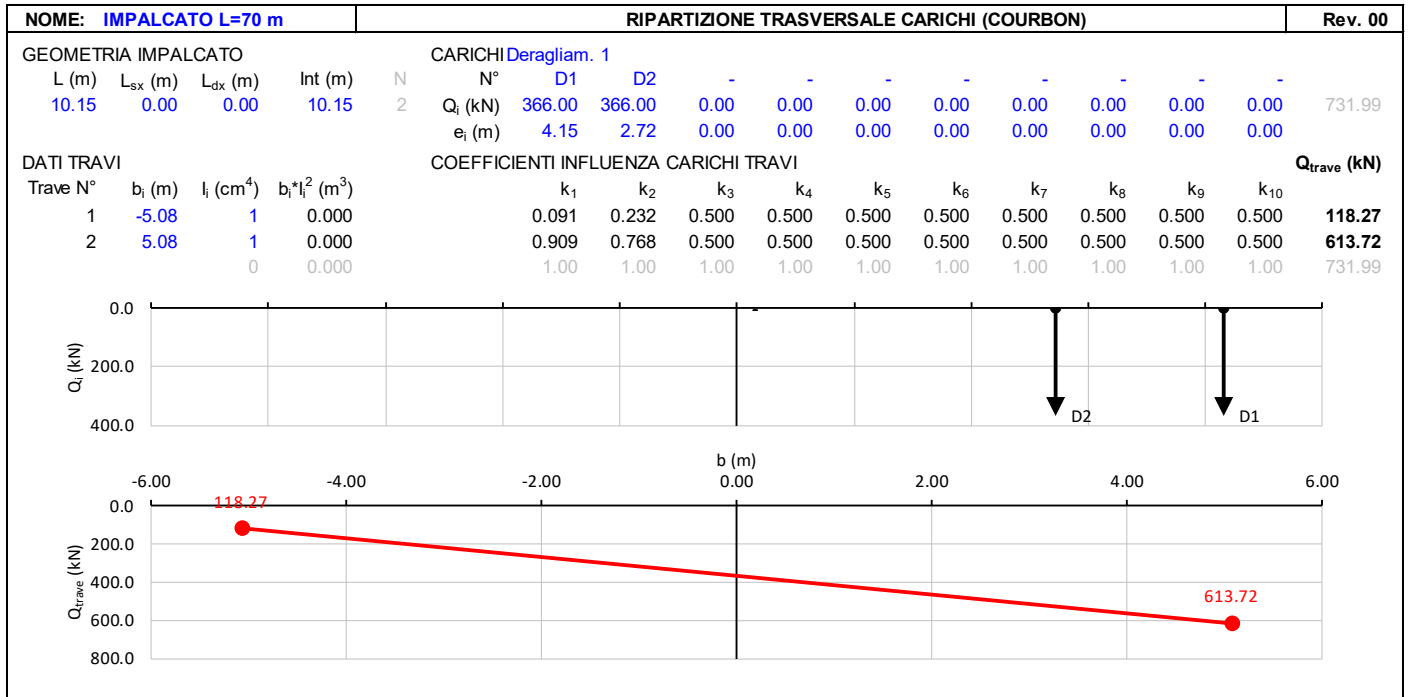 NOME: IMPALCATO L=70 m RIPARTIZIONE TRASVERSALE CARICHI (COURBON) Rev. 00
GEOMETRIA IMPALCATO CARICHI Deragliam. 1
L (m) Lsx (m) Ldx (m) Int (m) N N° D1 D2 - - - - - - - -
10.15 0.00 0.00 10.15 2 Qi (kN) 366.00 366.00 0.00 0.00 0.00 0.00 0.00 0.00 0.00 0.00 731.99
ei (m) 4.15 2.72 0.00 0.00 0.00 0.00 0.00 0.00 0.00 0.00
DATI TRAVI COEFFICIENTI INFLUENZA CARICHI TRAVI Qtrave (kN)
Trave N° bi (m) Ii (cm4) bi*Ii2 (m3) k1 k2 k3 k4 k5 k6 k7 k8 k9 k10
1 -5.08 1 0.000 0.091 0.232 0.500 0.500 0.500 0.500 0.500 0.500 0.500 0.500 118.27
2 5.08 1 0.000 0.909 0.768 0.500 0.500 0.500 0.500 0.500 0.500 0.500 0.500 613.72
0 0.000 1.00 1.00 1.00 1.00 1.00 1.00 1.00 1.00 1.00 1.00 731.99
0.0
200.0
400.0
Qi (kN)
D2 D1
b (m)
-6.00 -4.00 -2.00 0.00 2.00 4.00 6.00
0.0
200.0
400.0
600.0
800.0
Qtrave (kN)
118.27
613.72